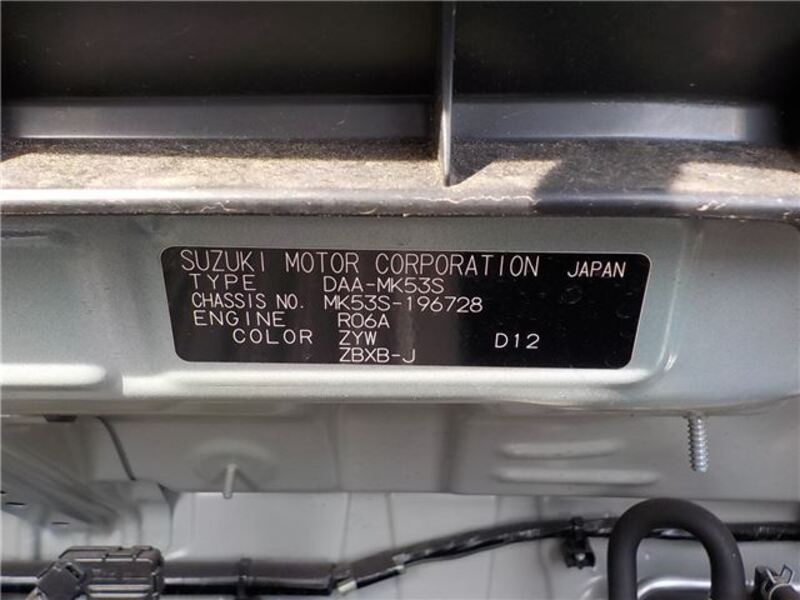 SUZUKI MOTOR CORPORATION JAPAN
TYPE DAA-MK53S
CHASSIS NO. MK53S-196728
ENGINE R06A
COLOR ZYW D12
ZBXB-J